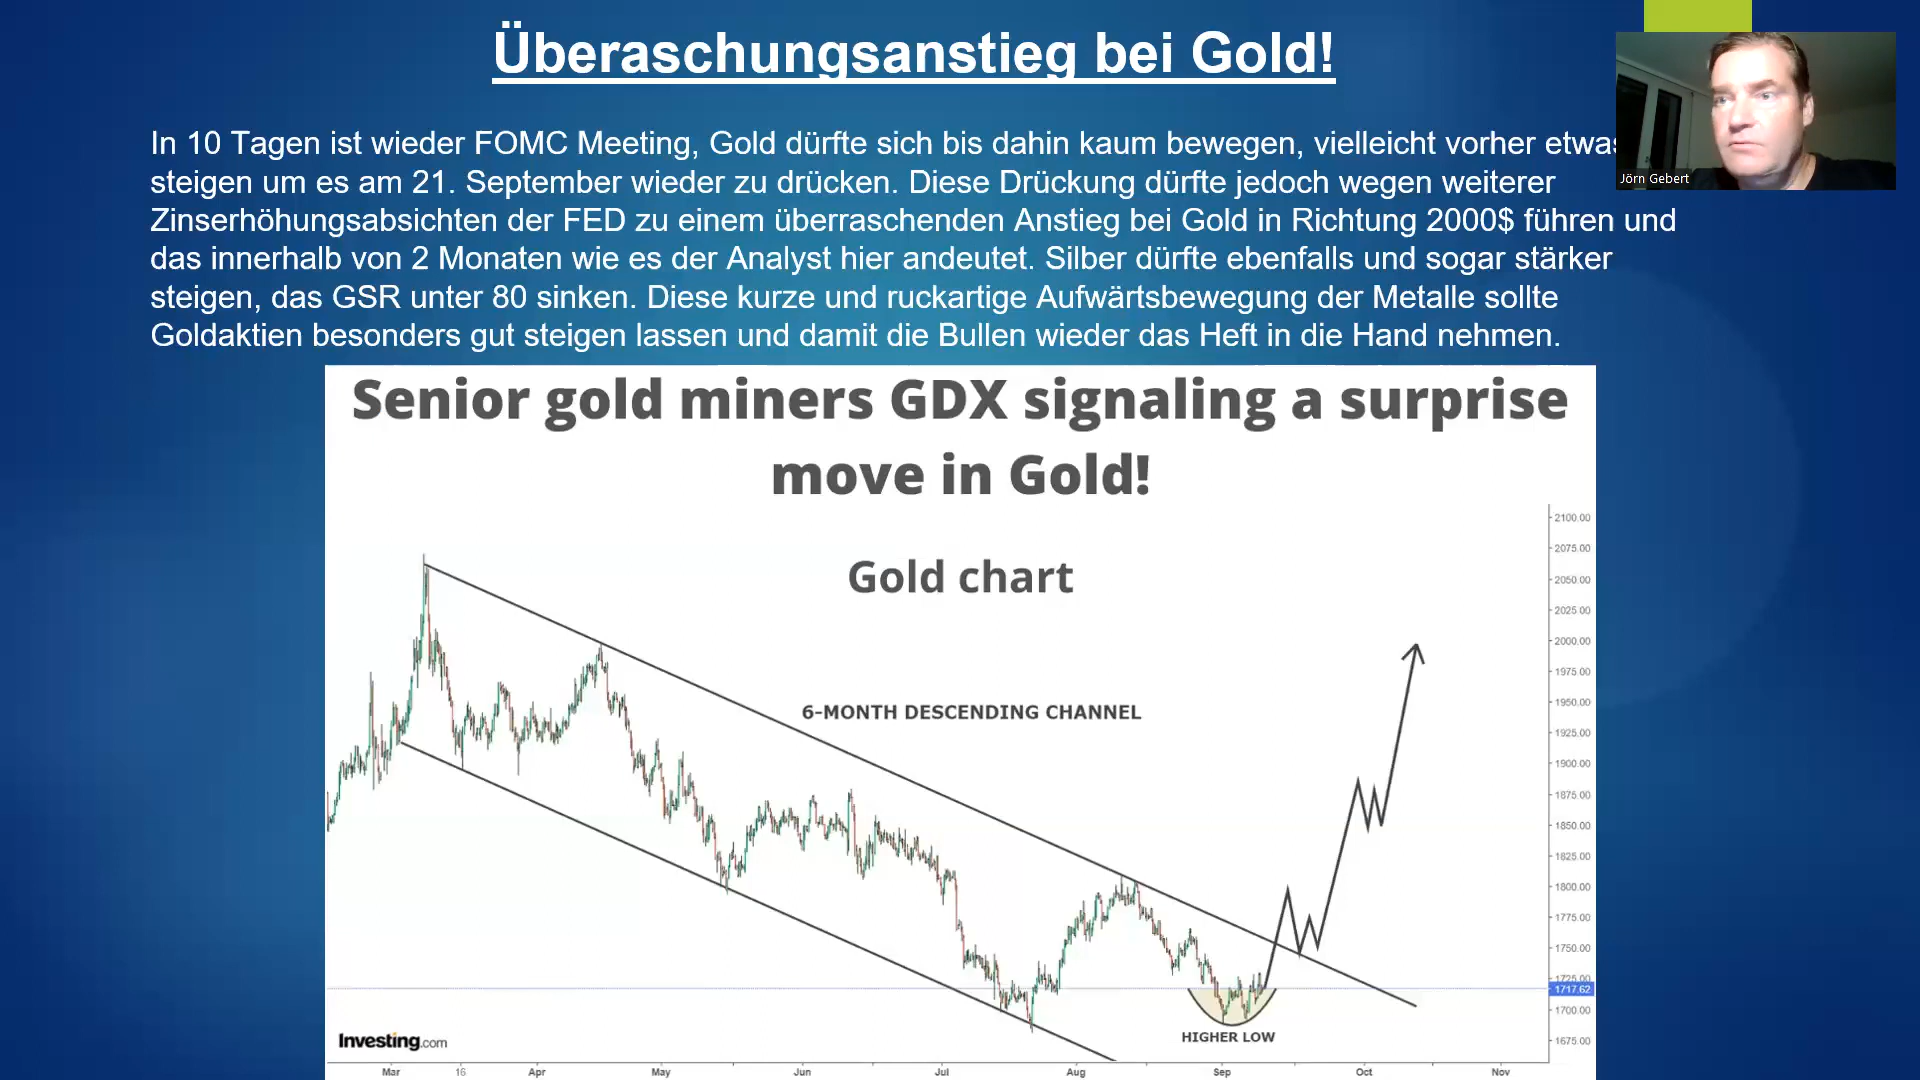 Überaschungsanstieg bei Gold!
In 10 Tagen ist wieder FOMC Meeting, Gold dürfte sich bis dahin kaum bewegen, vielleicht vorher etwas
steigen um es am 21. September wieder zu drücken. Diese Drückung dürfte jedoch wegen weiterer
Zinserhöhungsabsichten der FED zu einem überraschenden Anstieg bei Gold in Richtung 2000$ führen und
das innerhalb von 2 Monaten wie es der Analyst hier andeutet. Silber dürfte ebenfalls und sogar stärker
steigen, das GSR unter 80 sinken. Diese kurze und ruckartige Aufwärtsbewegung der Metalle sollte
Goldaktien besonders gut steigen lassen und damit die Bullen wieder das Heft in die Hand nehmen.
Jörn Gebert
Senior gold miners GDX signaling a surprise
move in Gold!
Gold chart
6-MONTH DESCENDING CHANNEL
HIGHER LOW
2100.00
2075.00
2050.00
2025.00
2000.00
1975.00
1950.00
1925.00
1900.00
1875.00
1850.00
1825.00
1800.00
1775.00
1750.00
1725.00
1717.62
1700.00
1675.00
Investing.com
Mar 16 Apr May Jun Jul Aug Sep Oct Nov